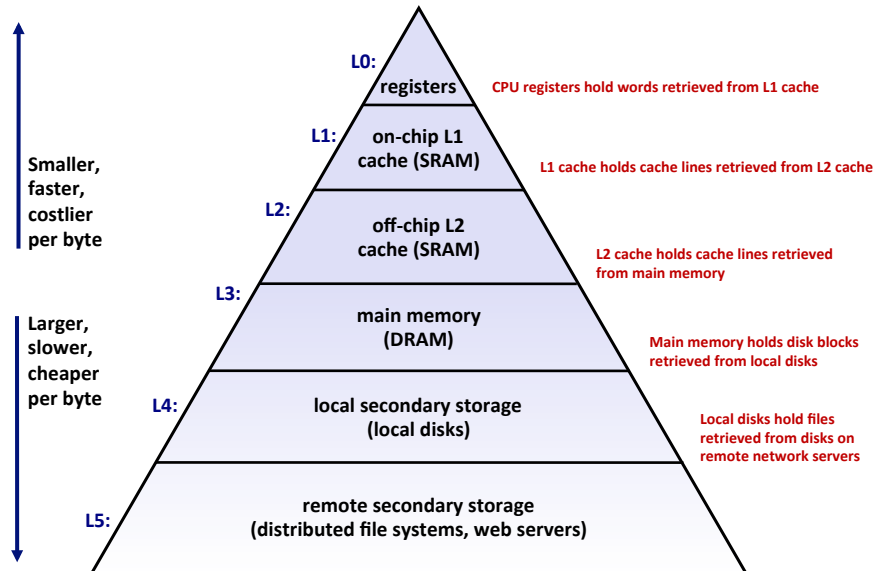 L0:
registers
CPU registers hold words retrieved from L1 cache
L1:
on-chip L1
cache (SRAM)
L1 cache holds cache lines retrieved from L2 cache
Smaller,
faster,
costlier
per byte
L2:
off-chip L2
cache (SRAM)
L2 cache holds cache lines retrieved
from main memory
L3:
main memory
(DRAM)
Main memory holds disk blocks
retrieved from local disks
Larger,
slower,
cheaper
per byte
L4:
local secondary storage
(local disks)
Local disks hold files
retrieved from disks on
remote network servers
L5:
remote secondary storage
(distributed file systems, web servers)